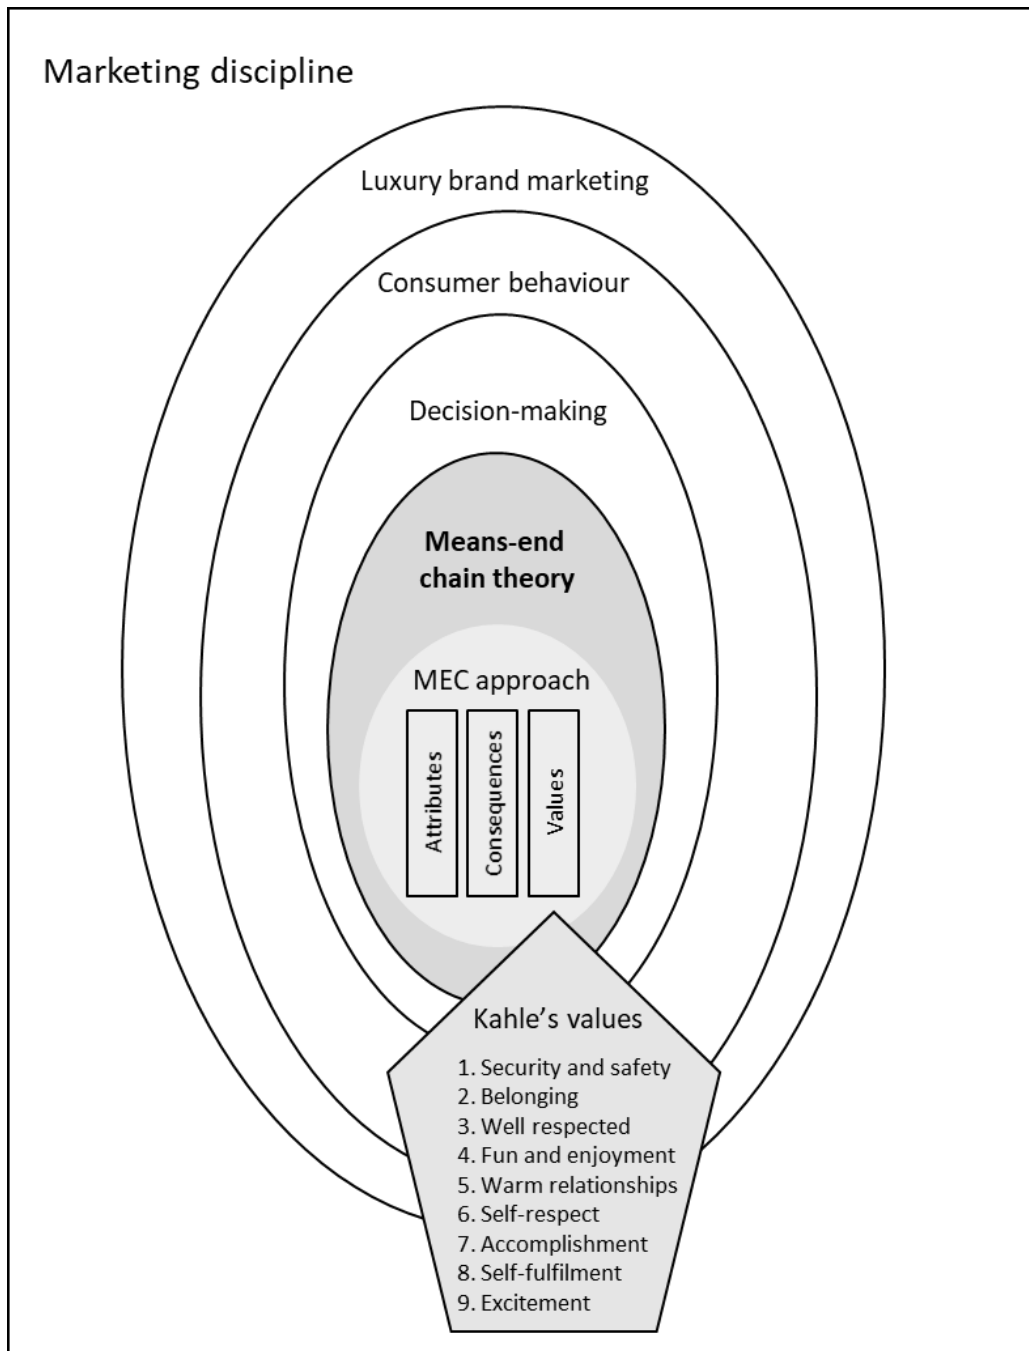 Marketing discipline
Luxury brand marketing
Consumer behaviour
Decision-making
Means-end
chain theory
MEC approach
Attributes
Consequences
Values
Kahle’s values
1. Security and safety
2. Belonging
3. Well respected
4. Fun and enjoyment
5. Warm relationships
6. Self-respect
7. Accomplishment
8. Self-fulfilment
9. Excitement